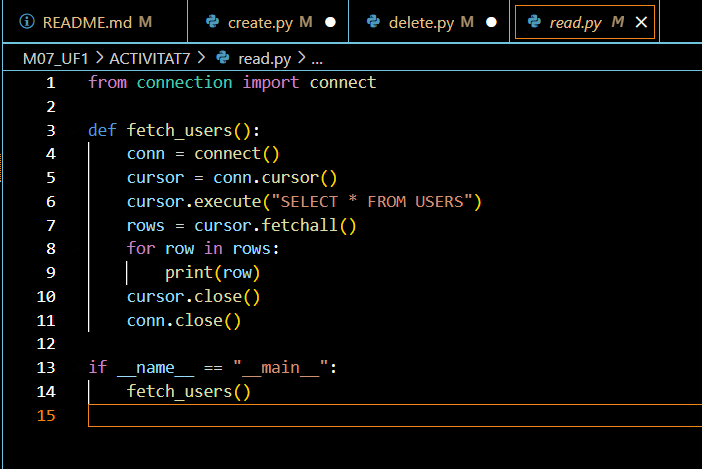 README.md M create.py M delete.py M read.py M
M07_UF1 > ACTIVITAT7 > read.py > ...
1 from connection import connect
2
3 def fetch_users():
4     conn = connect()
5     cursor = conn.cursor()
6     cursor.execute("SELECT * FROM USERS")
7     rows = cursor.fetchall()
8     for row in rows:
9         print(row)
10     cursor.close()
11     conn.close()
12
13 if __name__ == "__main__":
14     fetch_users()
15